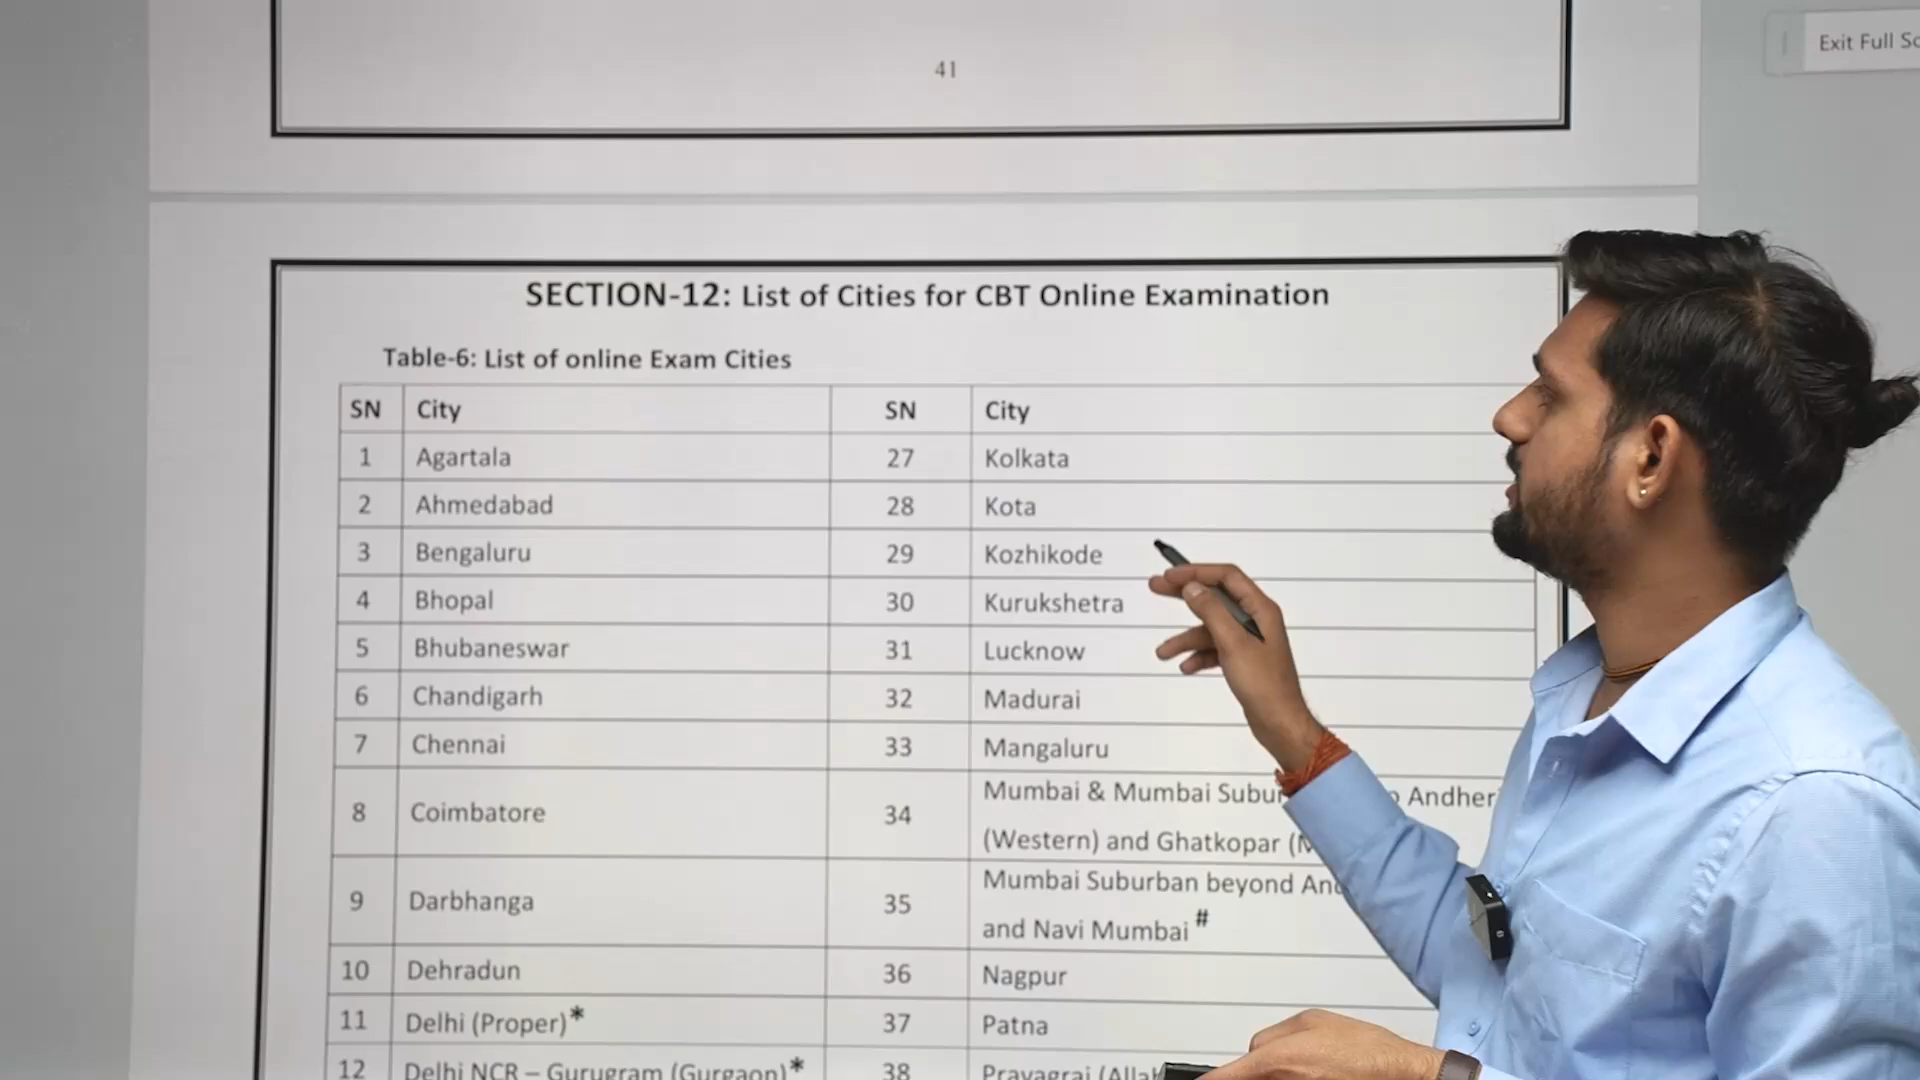 Exit Full
41
SECTION-12: List of Cities for CBT Online Examination
Table-6: List of online Exam Cities
SN City SN City
1 Agartala 27 Kolkata
2 Ahmedabad 28 Kota
3 Bengaluru 29 Kozhikode
4 Bhopal 30 Kurukshetra
5 Bhubaneswar 31 Lucknow
6 Chandigarh 32 Madurai
7 Chennai 33 Mangaluru
8 Coimbatore 34 Mumbai & Mumbai
(Western) and Ghatkopar
9 Darbhanga 35 Mumbai Suburban beyond
and Navi Mumbai #
10 Dehradun 36 Nagpur
11 Delhi (Proper)* 37 Patna
12 Delhi NCR – Gurugram (Gurgaon)* 38 Prayagraj